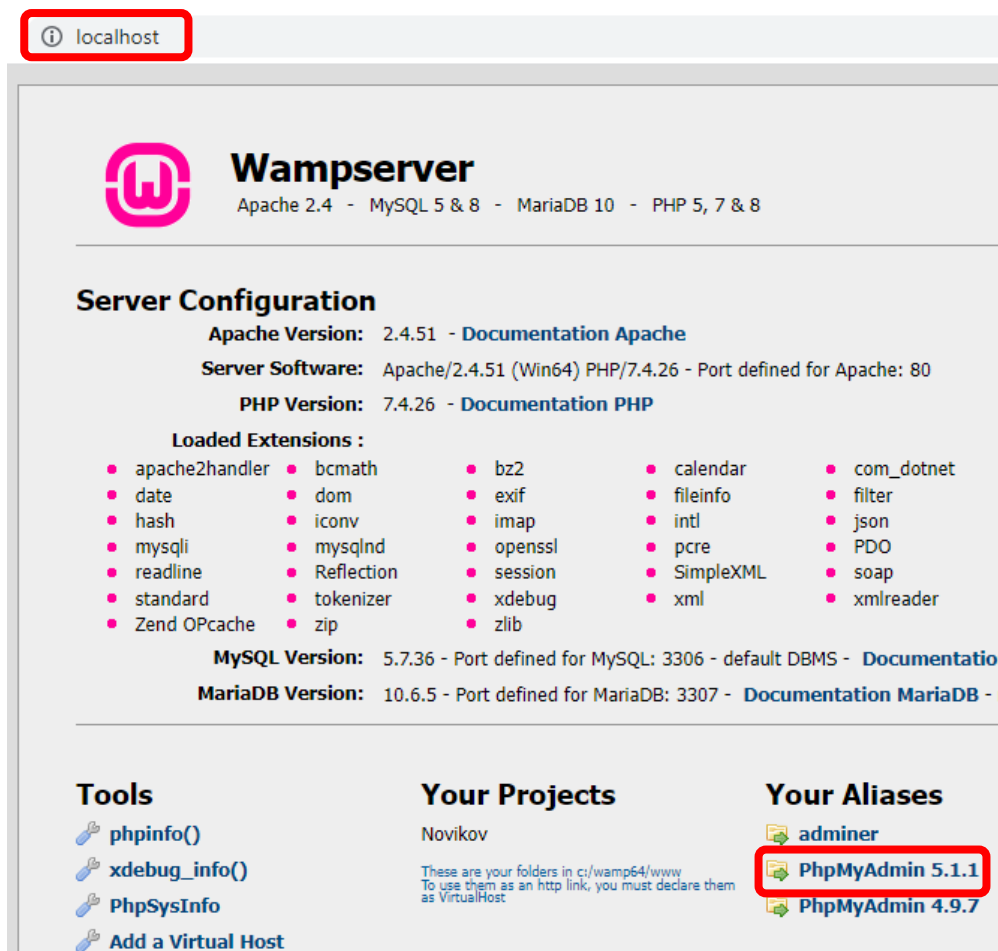 localhost
Wampserver
Apache 2.4 - MySQL 5 & 8 - MariaDB 10 - PHP 5, 7 & 8
Server Configuration
Apache Version: 2.4.51 - Documentation Apache
Server Software: Apache/2.4.51 (Win64) PHP/7.4.26 - Port defined for Apache: 80
PHP Version: 7.4.26 - Documentation PHP
Loaded Extensions :
apache2handler bcmath bz2 calendar com_dotnet
date dom exif fileinfo filter
hash iconv imap intl json
mysqli mysqlnd openssl pcre PDO
readline Reflection session SimpleXML soap
standard tokenizer xdebug xml xmlreader
Zend OPcache zip zlib
MySQL Version: 5.7.36 - Port defined for MySQL: 3306 - default DBMS - Documentatio
MariaDB Version: 10.6.5 - Port defined for MariaDB: 3307 - Documentation MariaDB -
Tools
phpinfo()
xdebug_info()
PhpSysInfo
Add a Virtual Host
Your Projects
Novikov
These are your folders in c:/wamp64/www
To use them as an http link, you must declare them
as VirtualHost
Your Aliases
adminer
PhpMyAdmin 5.1.1
PhpMyAdmin 4.9.7